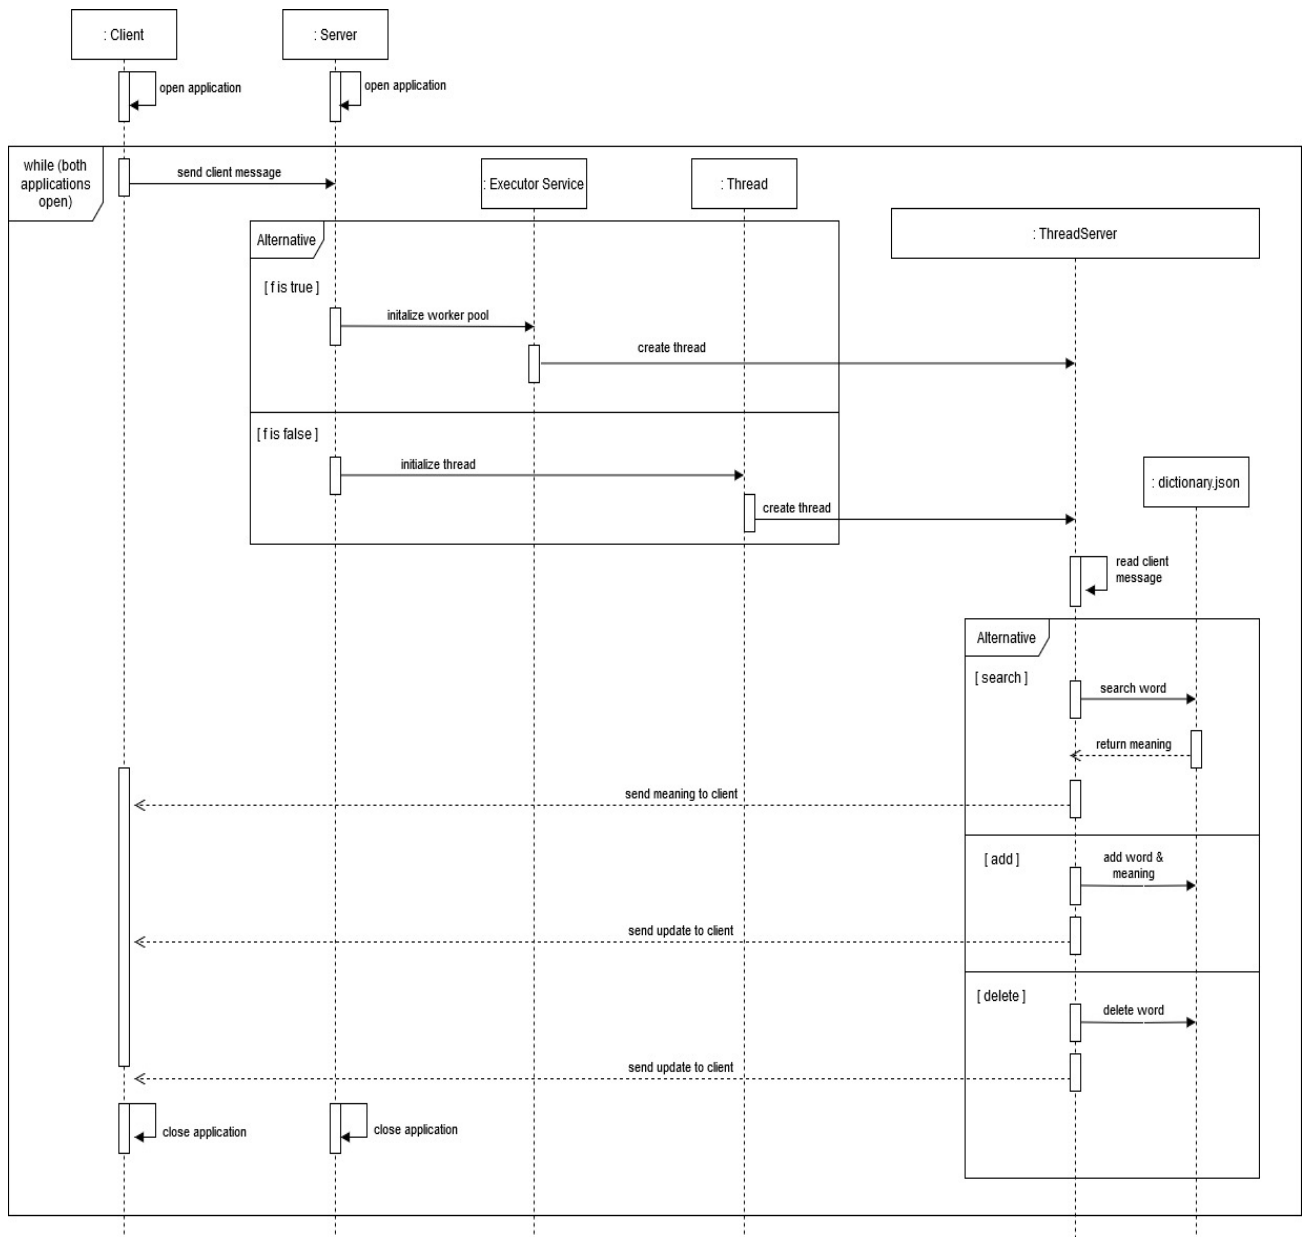 : Client
: Server
open application
open application
while (both
applications
open)
send client message
: Executor Service
: Thread
: ThreadServer
Alternative
[ f is true ]
initalize worker pool
create thread
[ f is false ]
initialize thread
: dictionary.json
create thread
read client
message
Alternative
[ search ]
search word
return meaning
send meaning to client
[ add ]
add word &
meaning
send update to client
[ delete ]
delete word
send update to client
close application
close application